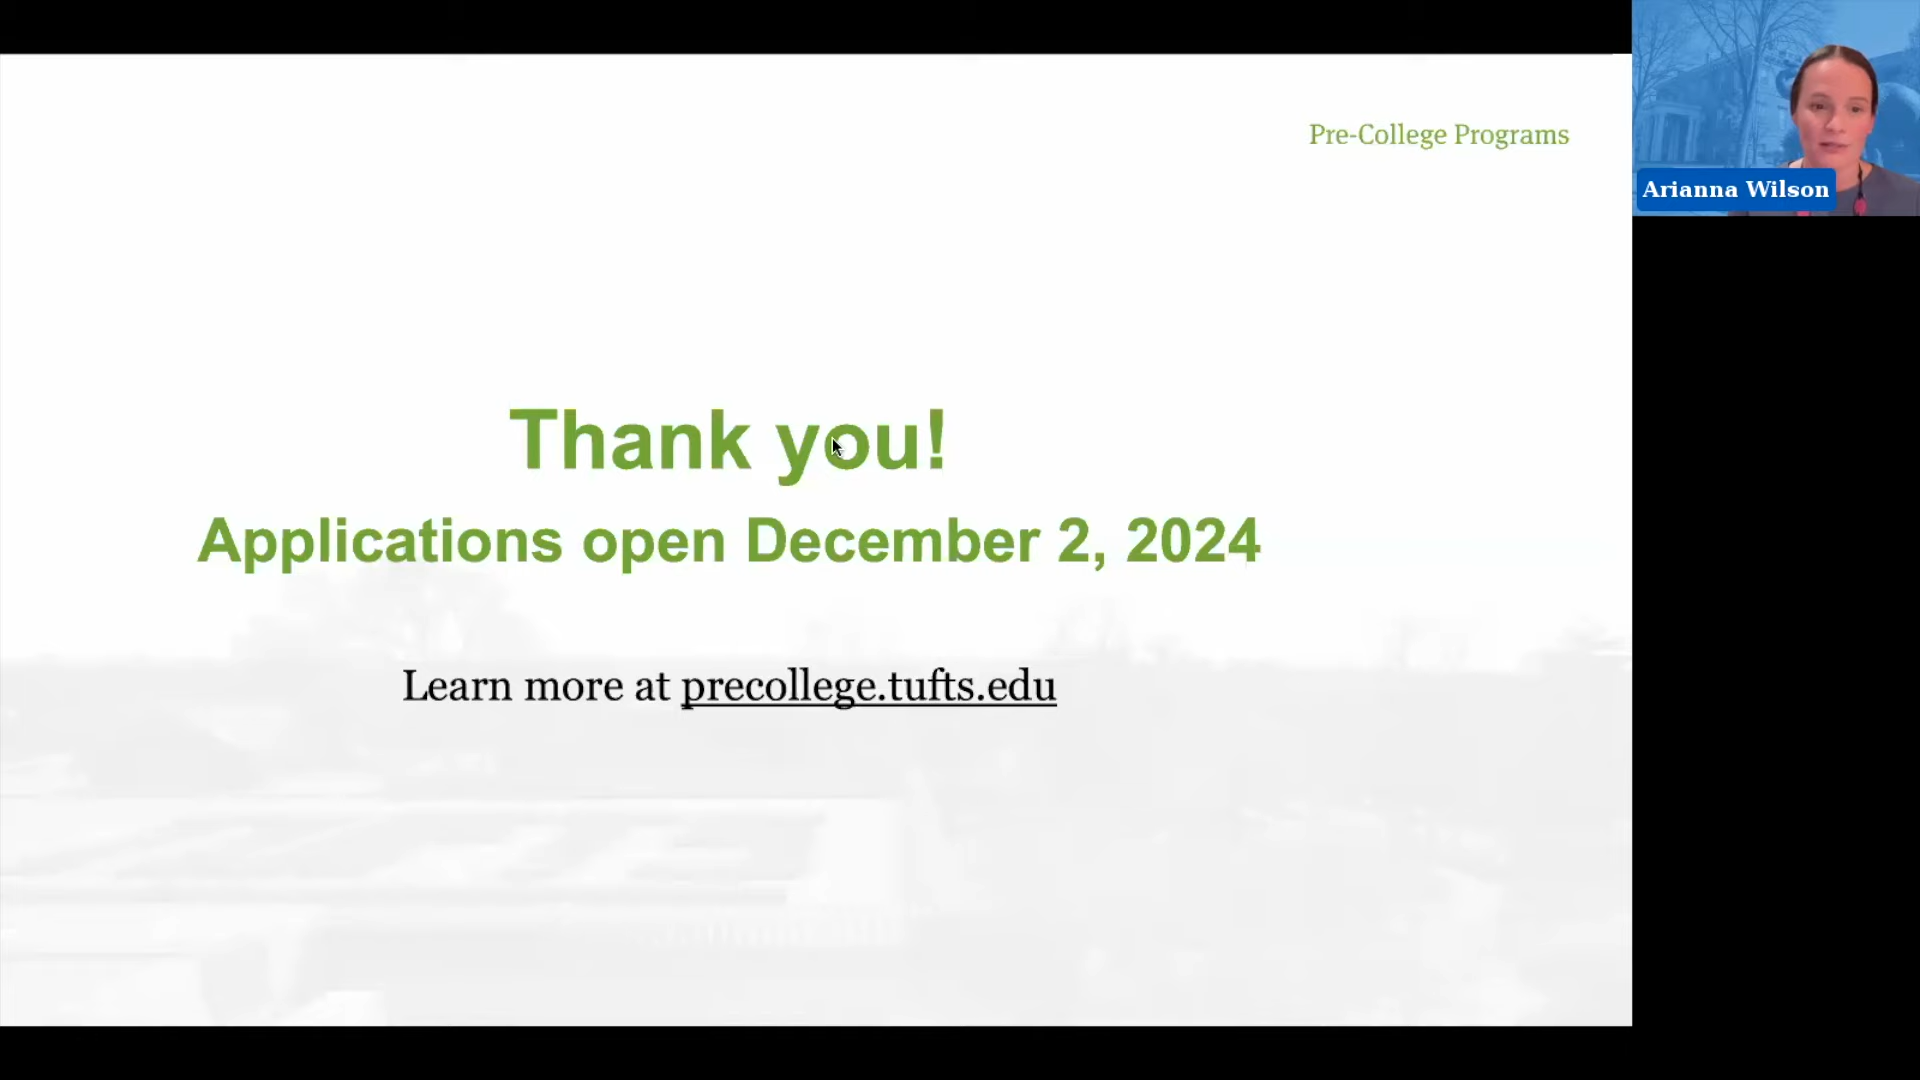 Pre-College Programs
Arianna Wilson
Thank you!
Applications open December 2, 2024
Learn more at precollege.tufts.edu